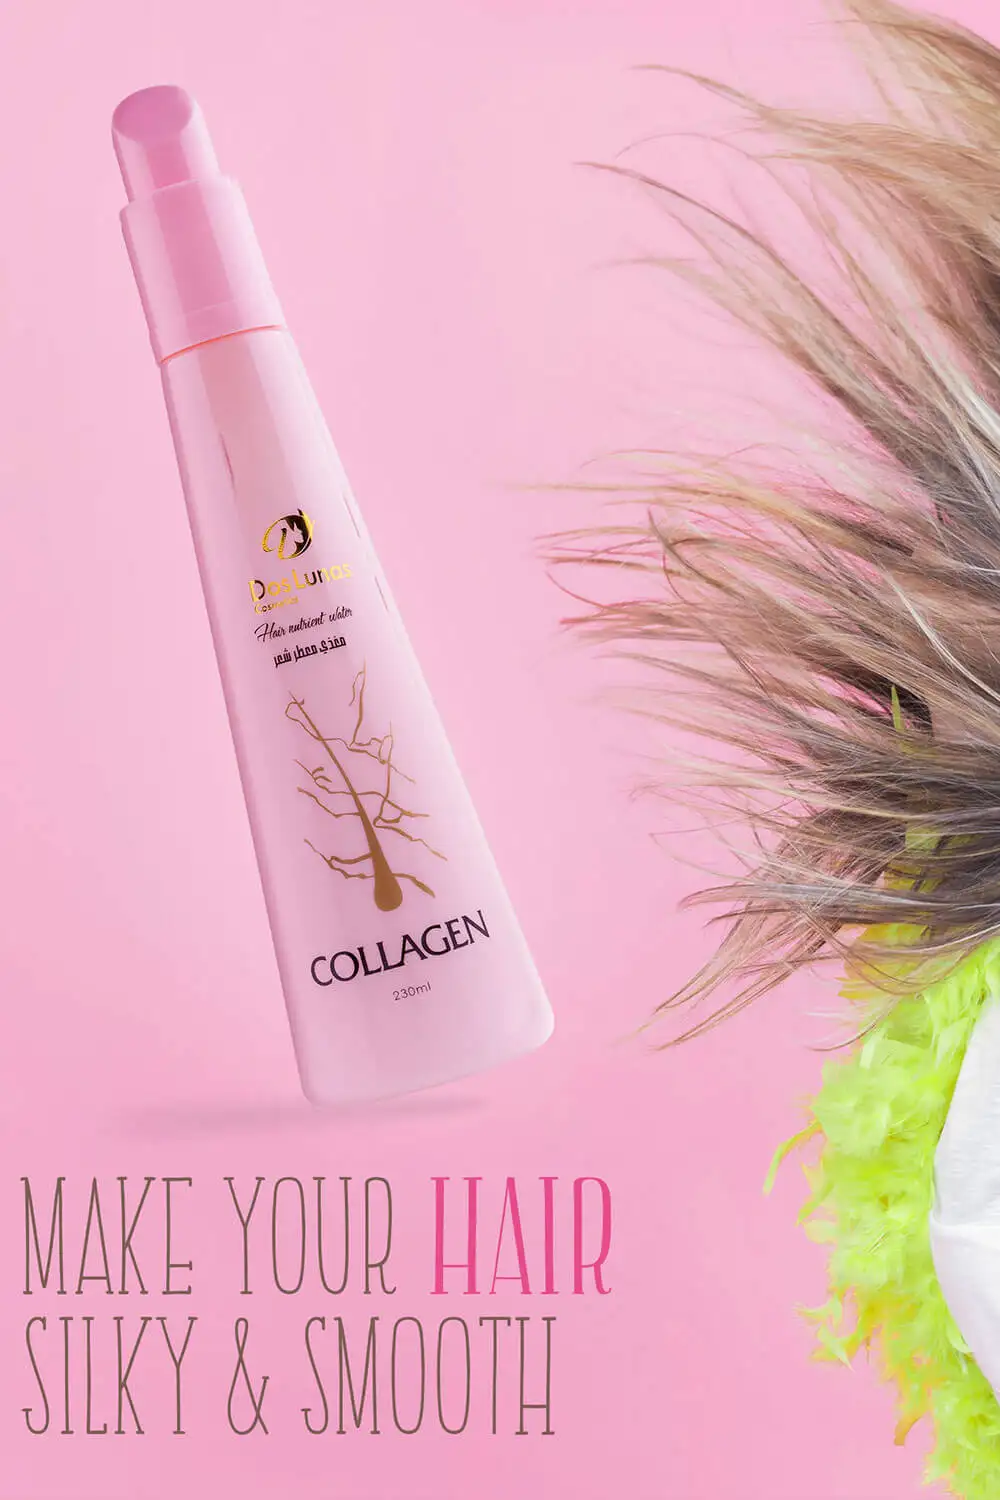 Dos Lunas
Cosmetics
Hair nutrient water
مغذي معطر شعر
COLLAGEN
230ml
MAKE YOUR HAIR
SILKY & SMOOTH